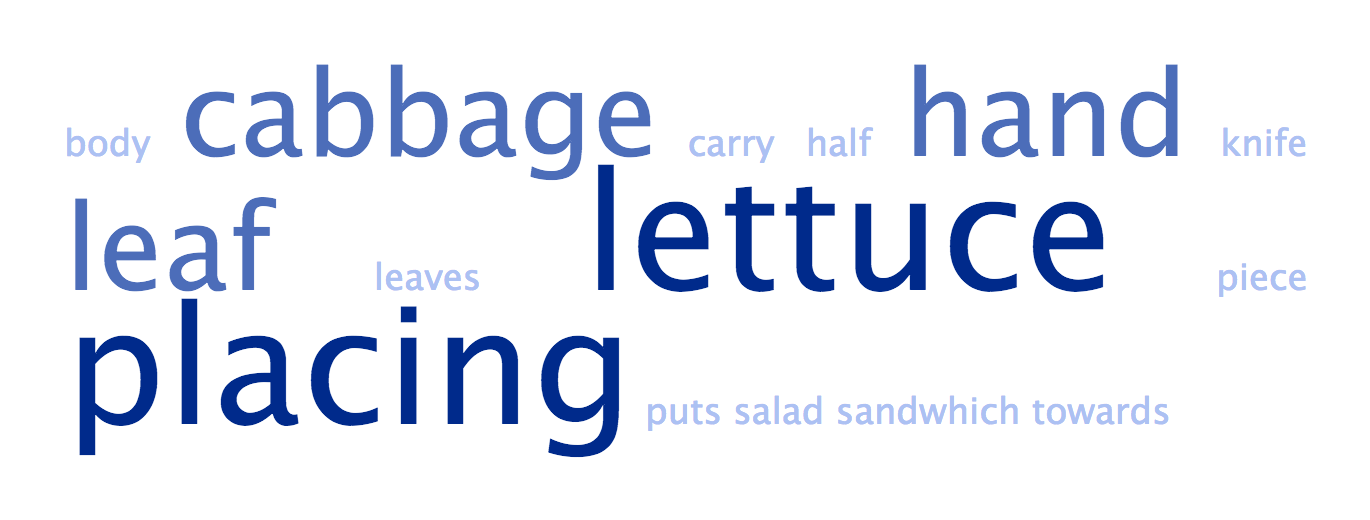 body cabbage carry half hand knife
leaf leaves lettuce piece
placing puts salad sandwhich towards